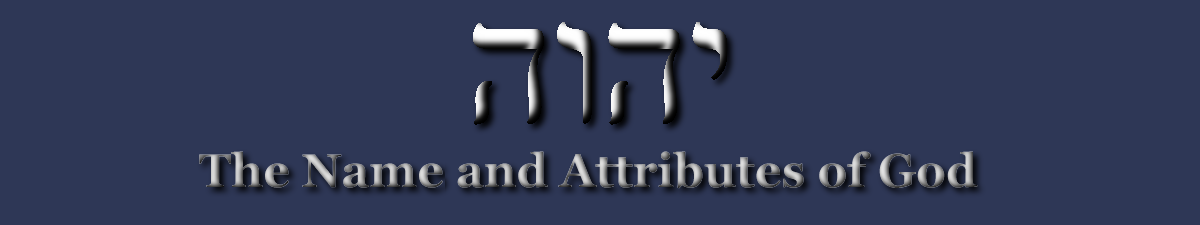 יהוה
The Name and Attributes of God